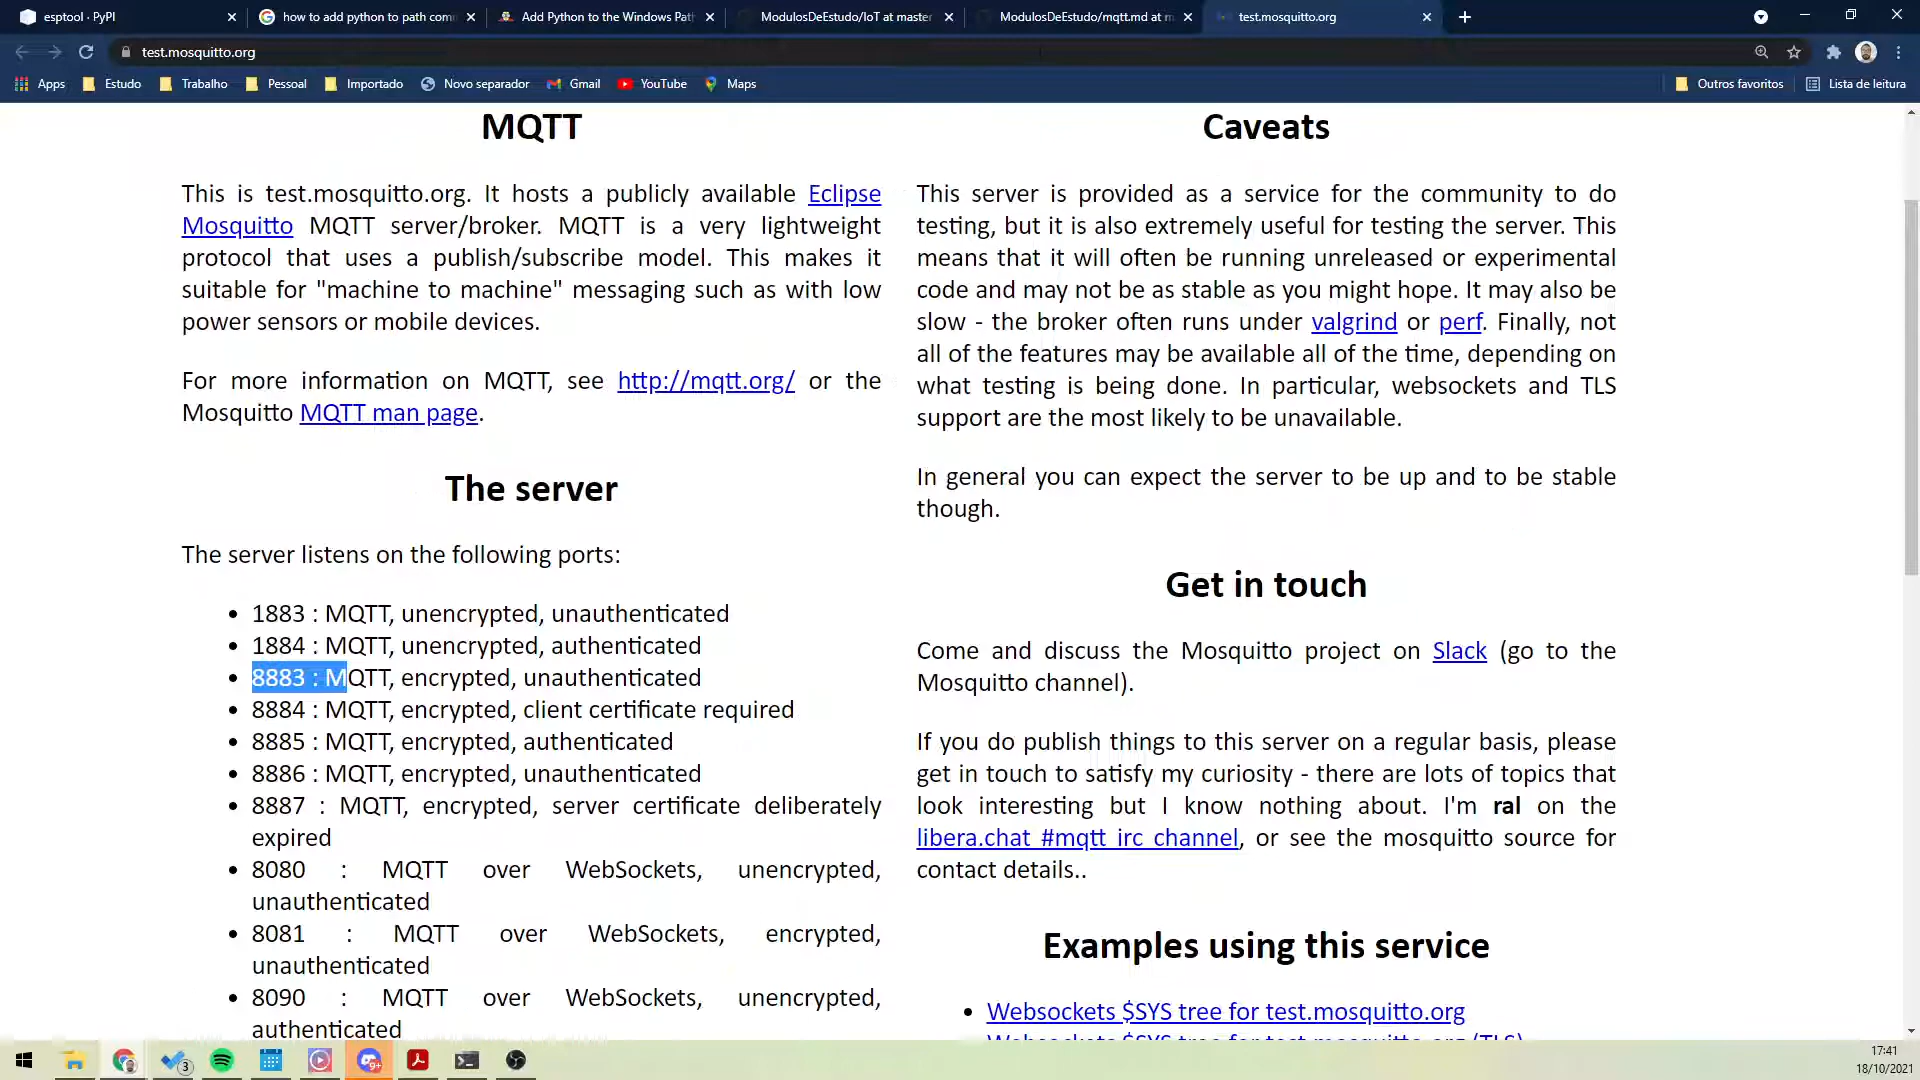 esptool · PyPI
how to add python to path com
Add Python to the Windows Pat
ModulosDeEstudo/IoT at master
ModulosDeEstudo/mqtt.md at m
test.mosquitto.org
test.mosquitto.org
Apps
Estudo
Trabalho
Pessoal
Importado
Novo separador
Gmail
YouTube
Maps
Outros favoritos
Lista de leitura
MQTT
This is test.mosquitto.org. It hosts a publicly available Eclipse
Mosquitto MQTT server/broker. MQTT is a very lightweight
protocol that uses a publish/subscribe model. This makes it
suitable for "machine to machine" messaging such as with low
power sensors or mobile devices.
For more information on MQTT, see http://mqtt.org/ or the
Mosquitto MQTT man page.
The server
The server listens on the following ports:
• 1883 : MQTT, unencrypted, unauthenticated
• 1884 : MQTT, unencrypted, authenticated
• 8883 : MQTT, encrypted, unauthenticated
• 8884 : MQTT, encrypted, client certificate required
• 8885 : MQTT, encrypted, authenticated
• 8886 : MQTT, encrypted, unauthenticated
• 8887 : MQTT, encrypted, server certificate deliberately
expired
• 8080 : MQTT over WebSockets, unencrypted,
unauthenticated
• 8081 : MQTT over WebSockets, encrypted,
unauthenticated
• 8090 : MQTT over WebSockets, unencrypted,
authenticated
Caveats
This server is provided as a service for the community to do
testing, but it is also extremely useful for testing the server. This
means that it will often be running unreleased or experimental
code and may not be as stable as you might hope. It may also be
slow - the broker often runs under valgrind or perf. Finally, not
all of the features may be available all of the time, depending on
what testing is being done. In particular, websockets and TLS
support are the most likely to be unavailable.
In general you can expect the server to be up and to be stable
though.
Get in touch
Come and discuss the Mosquitto project on Slack (go to the
Mosquitto channel).
If you do publish things to this server on a regular basis, please
get in touch to satisfy my curiosity - there are lots of topics that
look interesting but I know nothing about. I'm ral on the
libera.chat #mqtt irc channel, or see the mosquitto source for
contact details..
Examples using this service
• Websockets $SYS tree for test.mosquitto.org
Websockets $SYS tree for test.mosquitto.org (TLS)
3
9+
17:41
18/10/2021